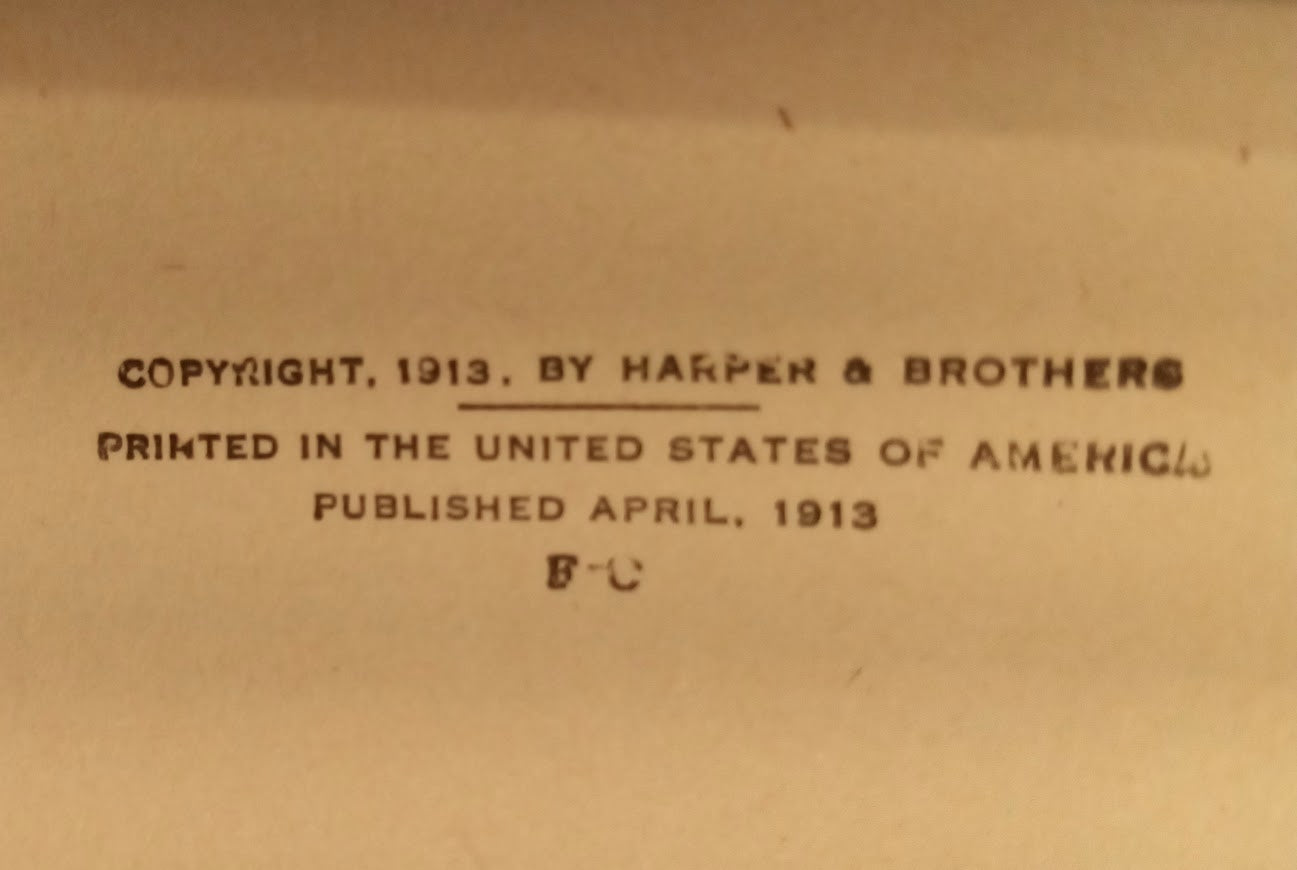 COPYRIGHT, 1913, BY HARPER & BROTHERS
PRINTED IN THE UNITED STATES OF AMERICA
PUBLISHED APRIL, 1913